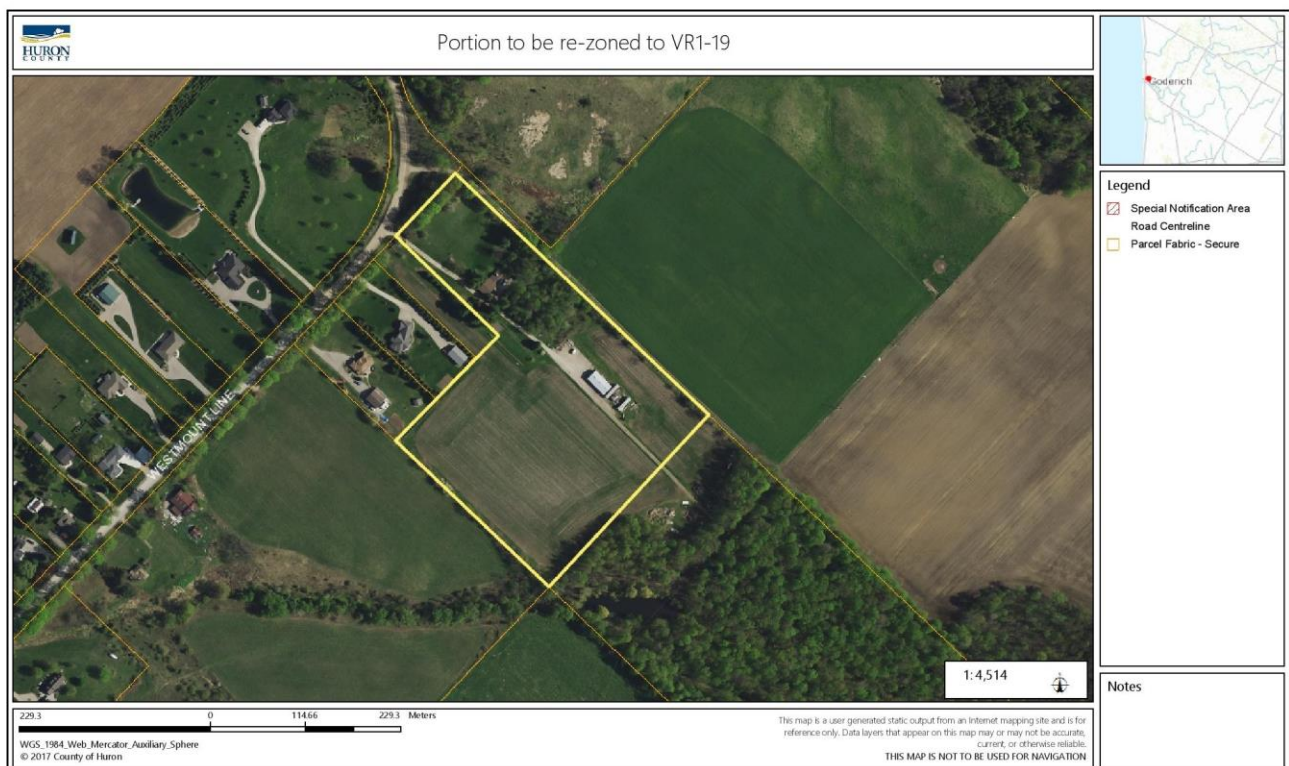 HURON
COUNTY
Portion to be re-zoned to VR1-19
Goderich
Legend
Special Notification Area
Road Centreline
Parcel Fabric - Secure
WESTMOUNT LINE
1: 4,514
Notes
229.3 0 114.66 229.3 Meters
WGS_1984_Web_Mercator_Auxiliary_Sphere
© 2017 County of Huron
This map is a user generated static output from an Internet mapping site and is for
reference only. Data layers that appear on this map may or may not be accurate,
current, or otherwise reliable.
THIS MAP IS NOT TO BE USED FOR NAVIGATION